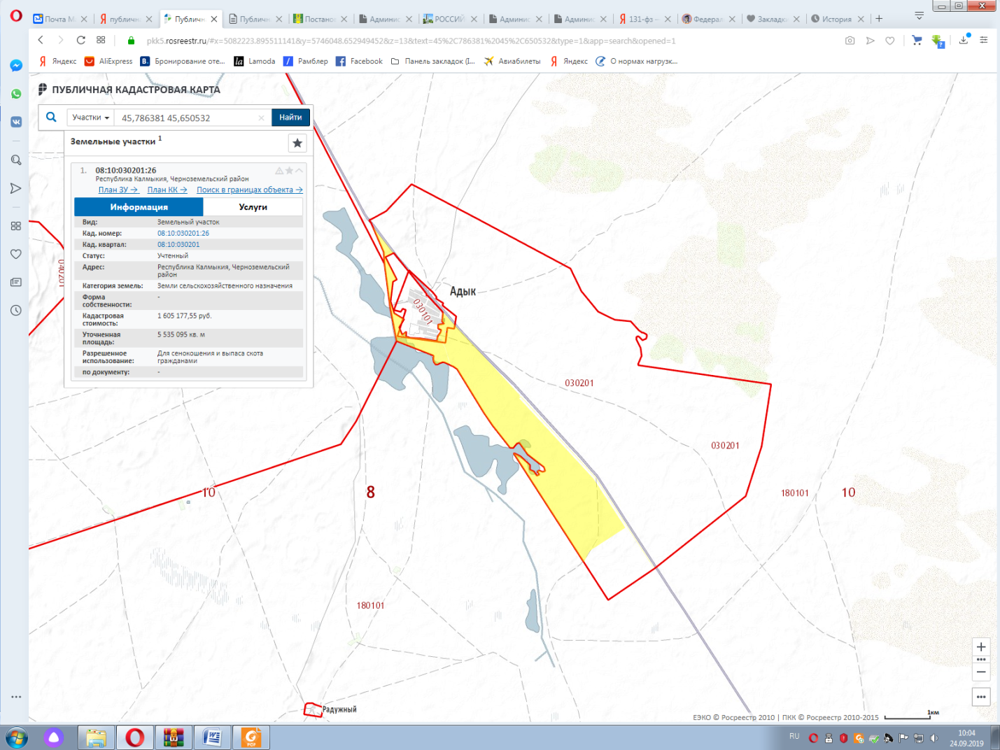 Почта М
публичн
Публичн
Публичн
Постанов
Админис
РОССИЙ
Админис
Админис
131-фз –
Федерал
Закладки
История
pkk5.rosreestr.ru/#x=5082223.895511141&y=5746048.652949452&z=13&text=45%2C786381%2045%2C650532&type=1&app=search&opened=1
Яндекс
AliExpress
Бронирование оте...
Lamoda
Рамблер
Facebook
Панель закладок (I...
Авиабилеты
Яндекс
О нормах нагрузк...
ПУБЛИЧНАЯ КАДАСТРОВАЯ КАРТА
Участки
45,786381 45,650532
Найти
Земельные участки 1
1. 08:10:030201:26
Республика Калмыкия, Черноземельский район
План ЗУ → План КК → Поиск в границах объекта →
Информация Услуги
Вид: Земельный участок
Кад. номер: 08:10:030201:26
Кад. квартал: 08:10:030201
Статус: Учтенный
Адрес: Республика Калмыкия, Черноземельский
район
Категория земель: Земли сельскохозяйственного назначения
Форма -
собственности:
Кадастровая 1 605 177,55 руб.
стоимость:
Уточненная 5 535 095 кв. м
площадь:
Разрешенное Для сенокошения и выпаса скота
использование: гражданами
по документу: -
040201
Адык
030101
030201
030201
10
8
180101
10
180101
Радужный
ЕЭКО © Росреестр 2010 | ПКК © Росреестр 2010-2015
1км
RU
10:04
24.09.2019